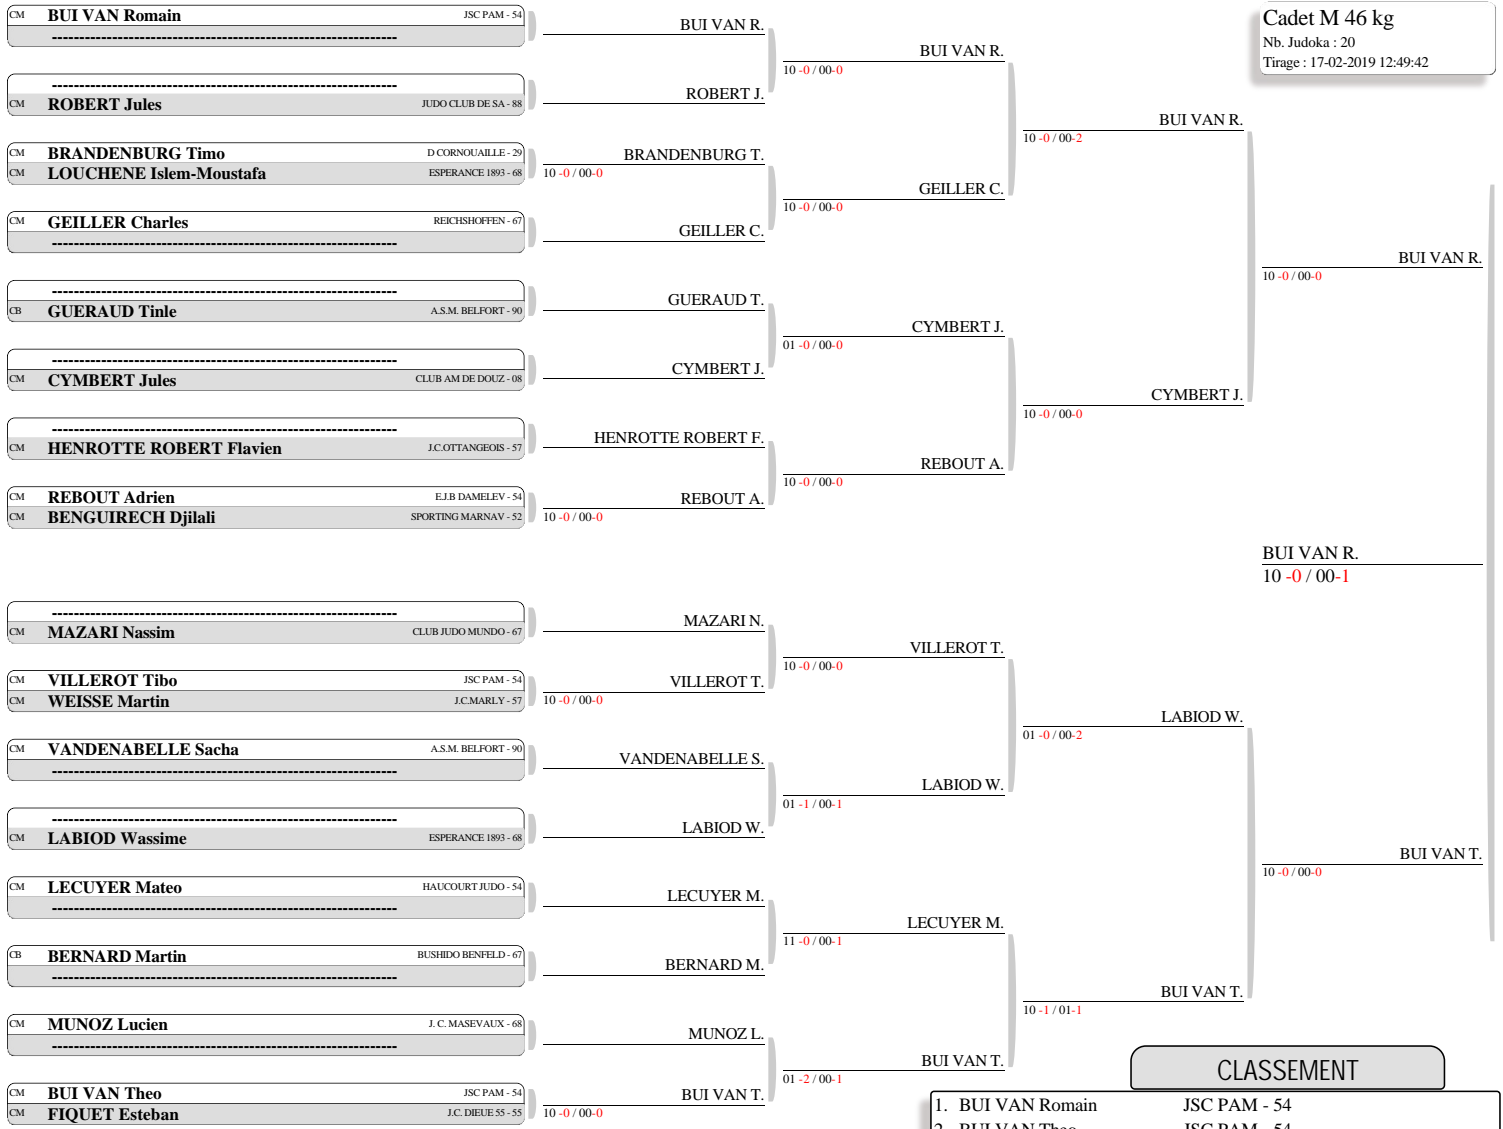 Cadet M 46 kg
Nb. Judoka : 20
Tirage : 17-02-2019 12:49:42
CM BUI VAN Romain JSC PAM - 54
------------------------------------------------------------------
------------------------------------------------------------------
CM ROBERT Jules JUDO CLUB DE SA - 88
CM BRANDENBURG Timo D CORNOUAILLE - 29
CM LOUCHENE Islem-Moustafa ESPERANCE 1893 - 68
CM GEILLER Charles REICHSHOFFEN - 67
------------------------------------------------------------------
------------------------------------------------------------------
CB GUERAUD Tinle A.S.M. BELFORT - 90
------------------------------------------------------------------
CM CYMBERT Jules CLUB AM DE DOUZ - 08
------------------------------------------------------------------
CM HENROTTE ROBERT Flavien J.C.OTTANGEOIS - 57
CM REBOUT Adrien E.J.B DAMELEV - 54
CM BENGUIRECH Djilali SPORTING MARNAV - 52
------------------------------------------------------------------
CM MAZARI Nassim CLUB JUDO MUNDO - 67
CM VILLEROT Tibo JSC PAM - 54
CM WEISSE Martin J.C.MARLY - 57
CM VANDENABELLE Sacha A.S.M. BELFORT - 90
------------------------------------------------------------------
------------------------------------------------------------------
CM LABIOD Wassime ESPERANCE 1893 - 68
CM LECUYER Mateo HAUCOURT JUDO - 54
------------------------------------------------------------------
CB BERNARD Martin BUSHIDO BENFELD - 67
------------------------------------------------------------------
CM MUNOZ Lucien J. C. MASEVAUX - 68
------------------------------------------------------------------
CM BUI VAN Theo JSC PAM - 54
CM FIQUET Esteban J.C. DIEUE 55 - 55
BUI VAN R.
ROBERT J.
BRANDENBURG T.
10 -0 / 00-0
GEILLER C.
GUERAUD T.
CYMBERT J.
HENROTTE ROBERT F.
REBOUT A.
10 -0 / 00-0
MAZARI N.
VILLEROT T.
10 -0 / 00-0
VANDENABELLE S.
LABIOD W.
LECUYER M.
BERNARD M.
MUNOZ L.
BUI VAN T.
10 -0 / 00-0
BUI VAN R.
10 -0 / 00-0
GEILLER C.
10 -0 / 00-0
CYMBERT J.
01 -0 / 00-0
REBOUT A.
10 -0 / 00-0
VILLEROT T.
10 -0 / 00-0
LABIOD W.
01 -1 / 00-1
LECUYER M.
11 -0 / 00-1
BUI VAN T.
01 -2 / 00-1
BUI VAN R.
10 -0 / 00-2
CYMBERT J.
10 -0 / 00-0
LABIOD W.
01 -0 / 00-2
BUI VAN T.
10 -1 / 01-1
BUI VAN R.
10 -0 / 00-0
BUI VAN T.
10 -0 / 00-0
BUI VAN R.
10 -0 / 00-1
CLASSEMENT
1. BUI VAN Romain JSC PAM - 54
2. BUI VAN Theo JSC PAM - 54